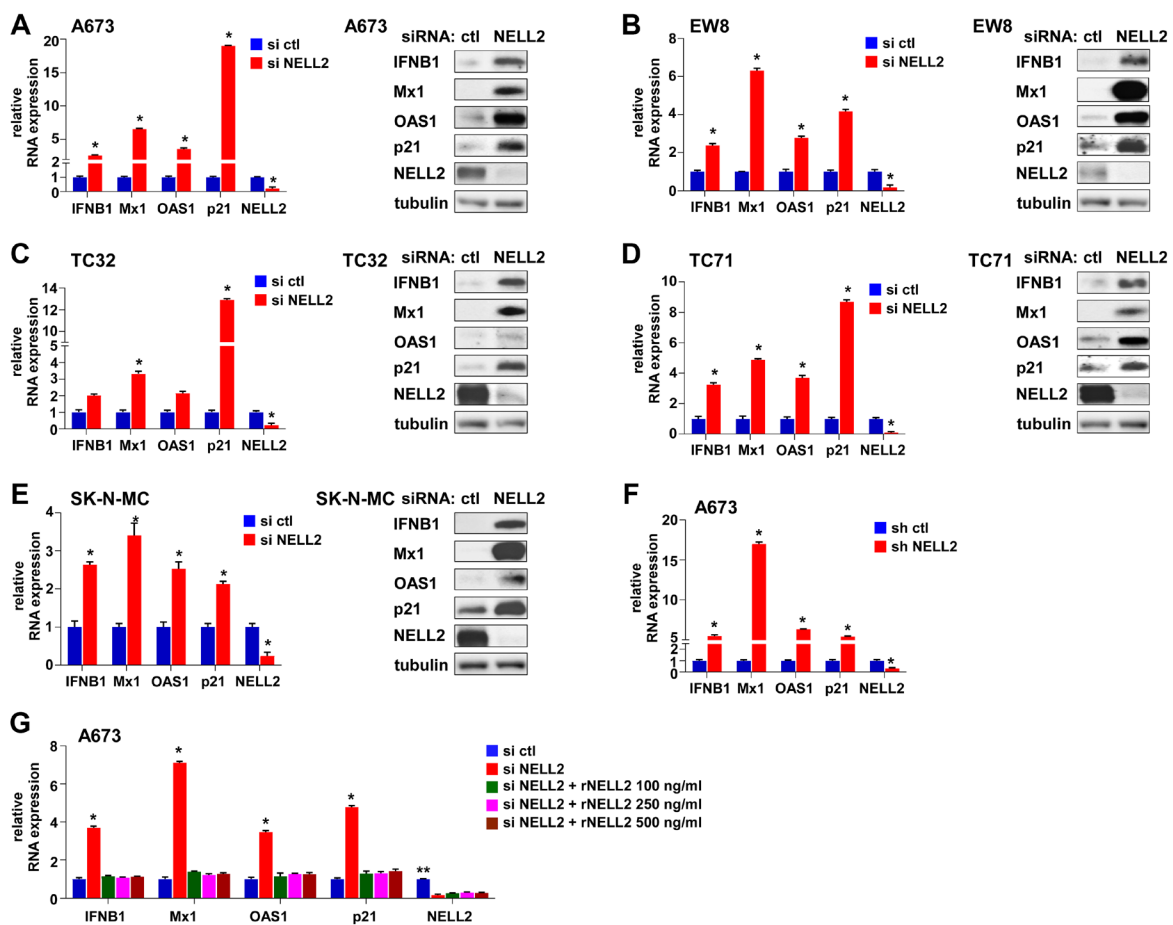 A
A673
relative
RNA expression
20
15
10
5
2
1
0
si ctl
si NELL2
*
*
*
*
*
IFNB1 Mx1 OAS1 p21 NELL2
A673
siRNA: ctl NELL2
IFNB1
Mx1
OAS1
p21
NELL2
tubulin
B
EW8
relative
RNA expression
8
6
4
2
0
si ctl
si NELL2
*
*
*
*
*
IFNB1 Mx1 OAS1 p21 NELL2
EW8
siRNA: ctl NELL2
IFNB1
Mx1
OAS1
p21
NELL2
tubulin
C
TC32
relative
RNA expression
14
12
10
8
5
4
3
2
1
0
si ctl
si NELL2
*
*
*
IFNB1 Mx1 OAS1 p21 NELL2
TC32
siRNA: ctl NELL2
IFNB1
Mx1
OAS1
p21
NELL2
tubulin
D
TC71
relative
RNA expression
10
8
6
4
2
0
si ctl
si NELL2
*
*
*
*
*
IFNB1 Mx1 OAS1 p21 NELL2
TC71
siRNA: ctl NELL2
IFNB1
Mx1
OAS1
p21
NELL2
tubulin
E
SK-N-MC
relative
RNA expression
4
3
2
1
0
si ctl
si NELL2
*
*
*
*
*
IFNB1 Mx1 OAS1 p21 NELL2
SK-N-MC
siRNA: ctl NELL2
IFNB1
Mx1
OAS1
p21
NELL2
tubulin
F
A673
relative
RNA expression
20
15
10
5
2
1
0
sh ctl
sh NELL2
*
*
*
*
*
IFNB1 Mx1 OAS1 p21 NELL2
G
A673
relative
RNA expression
8
6
4
2
0
si ctl
si NELL2
si NELL2 + rNELL2 100 ng/ml
si NELL2 + rNELL2 250 ng/ml
si NELL2 + rNELL2 500 ng/ml
*
*
*
*
**
IFNB1 Mx1 OAS1 p21 NELL2